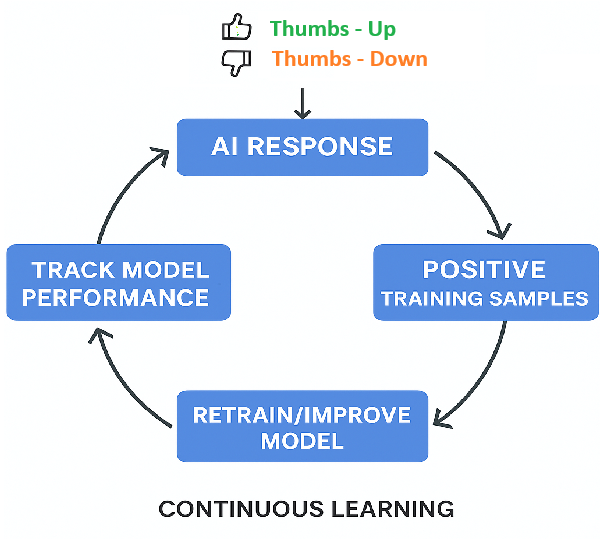 Thumbs - Up
Thumbs - Down
AI RESPONSE
POSITIVE
TRAINING SAMPLES
RETRAIN/IMPROVE
MODEL
TRACK MODEL
PERFORMANCE
CONTINUOUS LEARNING